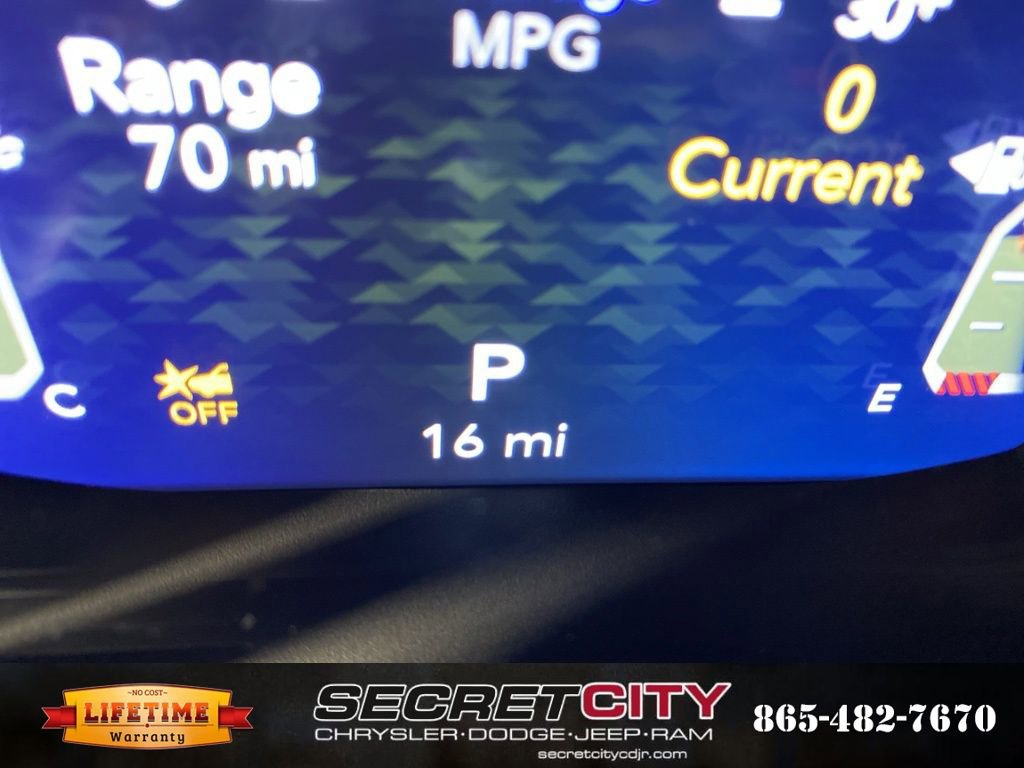 MPG
30+
Range
0
70 mi
Current
P
E
C
OFF
16 mi
~NO COST~
LIFETIME
Warranty
SECRETCITY
CHRYSLER·DODGE·JEEP·RAM
secretcitycdjr.com
865-482-7670